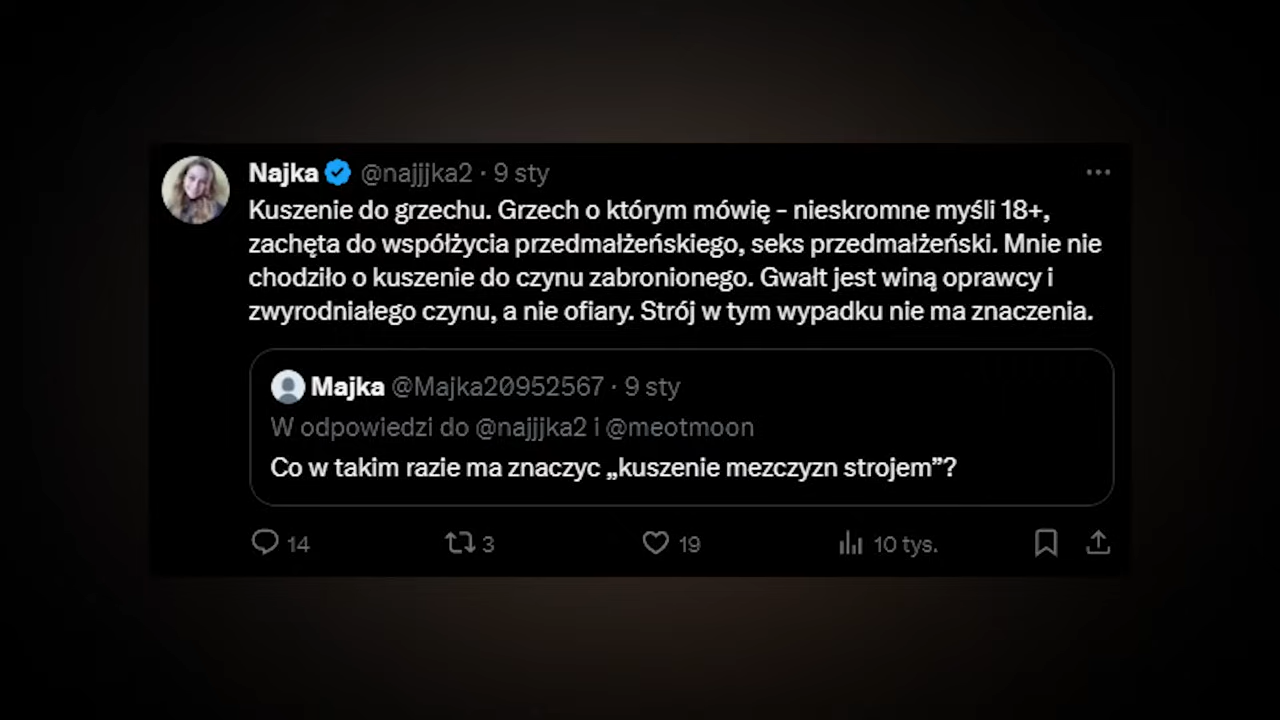 Najka @najjjka2 · 9 sty
Kuszenie do grzechu. Grzech o którym mówię - nieskromne myśli 18+,
zachęta do współżycia przedmałżeńskiego, seks przedmałżeński. Mnie nie
chodziło o kuszenie do czynu zabronionego. Gwałt jest winą oprawcy i
zwyrodniałego czynu, a nie ofiary. Strój w tym wypadku nie ma znaczenia.
Majka @Majka20952567 · 9 sty
W odpowiedzi do @najjjka2 i @meotmoon
Co w takim razie ma znaczyc „kuszenie mezczyzn strojem”?
14 3 19 10 tys.